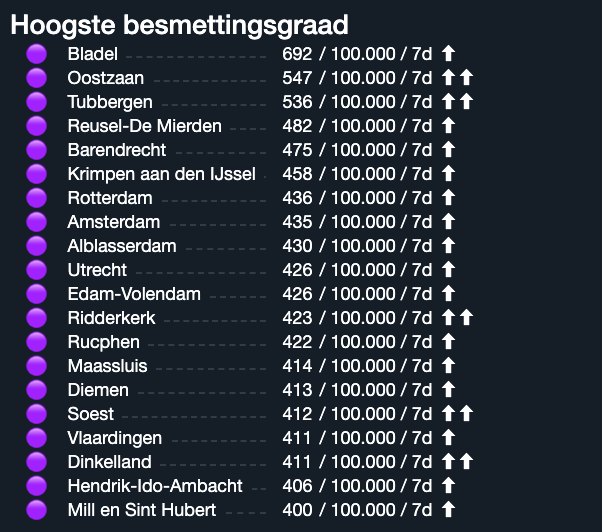 Hoogste besmettingsgraad
Bladel 692 / 100.000 / 7d ⬆
Oostzaan 547 / 100.000 / 7d ⬆⬆
Tubbergen 536 / 100.000 / 7d ⬆⬆
Reusel-De Mierden 482 / 100.000 / 7d ⬆
Barendrecht 475 / 100.000 / 7d ⬆
Krimpen aan den IJssel 458 / 100.000 / 7d ⬆
Rotterdam 436 / 100.000 / 7d ⬆
Amsterdam 435 / 100.000 / 7d ⬆
Alblasserdam 430 / 100.000 / 7d ⬆
Utrecht 426 / 100.000 / 7d ⬆
Edam-Volendam 426 / 100.000 / 7d ⬆
Ridderkerk 423 / 100.000 / 7d ⬆⬆
Rucphen 422 / 100.000 / 7d ⬆
Maassluis 414 / 100.000 / 7d ⬆
Diemen 413 / 100.000 / 7d ⬆
Soest 412 / 100.000 / 7d ⬆⬆
Vlaardingen 411 / 100.000 / 7d ⬆
Dinkelland 411 / 100.000 / 7d ⬆⬆
Hendrik-Ido-Ambacht 406 / 100.000 / 7d ⬆
Mill en Sint Hubert 400 / 100.000 / 7d ⬆